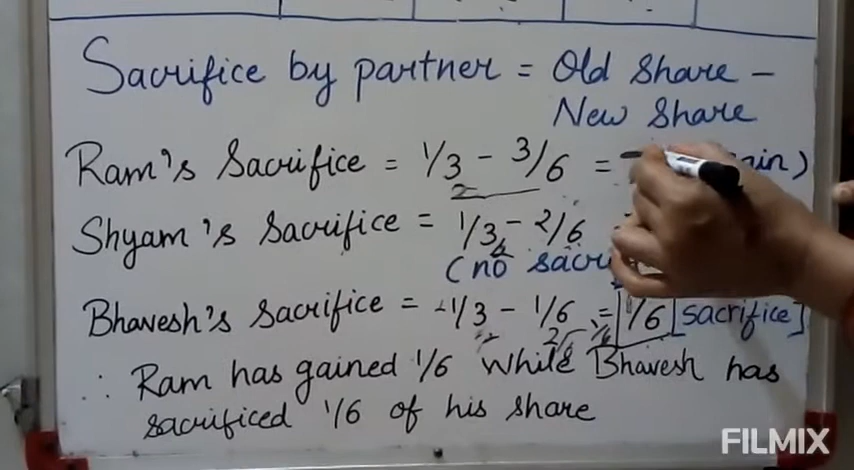 Sacrifice by partner = Old Share -
New Share
Ram's Sacrifice = 1/3 - 3/6 = - ain)
Shyam's Sacrifice = 1/3 - 2/6
(no sacri
Bhavesh's Sacrifice = 1/3 - 1/6 = 1/6 [sacrifice]
∴ Ram has gained 1/6 while Bhavesh has
sacrificed 1/6 of his share
FILMIX